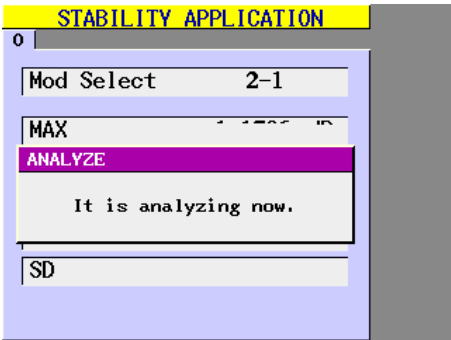 STABILITY APPLICATION
0
Mod Select 2-1
MAX
ANALYZE
It is analyzing now.
SD